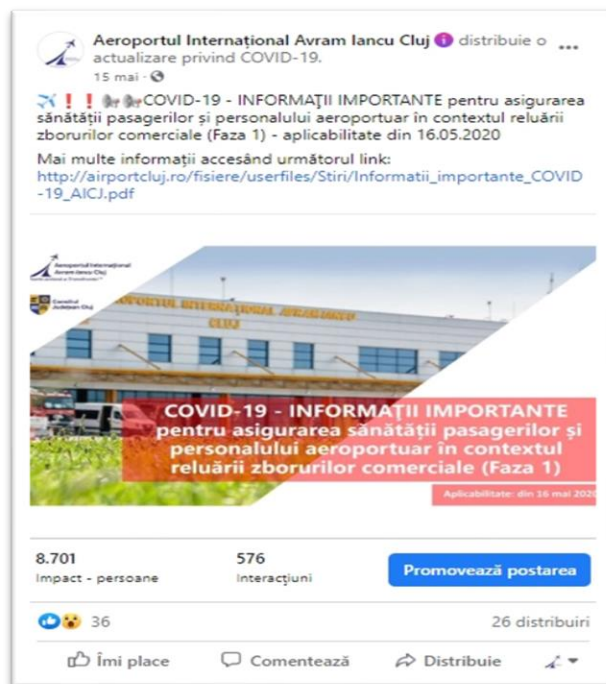 Aeroportul Internațional Avram Iancu Cluj distribuie o
actualizare privind COVID-19.
15 mai ·
COVID-19 - INFORMAŢII IMPORTANTE pentru asigurarea
sănătății pasagerilor și personalului aeroportuar în contextul reluării
zborurilor comerciale (Faza 1) - aplicabilitate din 16.05.2020
Mai multe informații accesând următorul link:
http://airportcluj.ro/fisiere/userfiles/Stiri/Informatii_importante_COVID
-19_AICJ.pdf
Aeroportul Internațional
Avram Iancu Cluj
Consiliul
Județean Cluj
AEROPORTUL INTERNAȚIONAL AVRAM IANCU
CLUJ
COVID-19 - INFORMAŢII IMPORTANTE
pentru asigurarea sănătății pasagerilor și
personalului aeroportuar în contextul
reluării zborurilor comerciale (Faza 1)
Aplicabilitate: din 16 mai 2020
8.701
Impact - persoane
576
Interacțiuni
Promovează postarea
36
26 distribuiri
Îmi place
Comentează
Distribuie